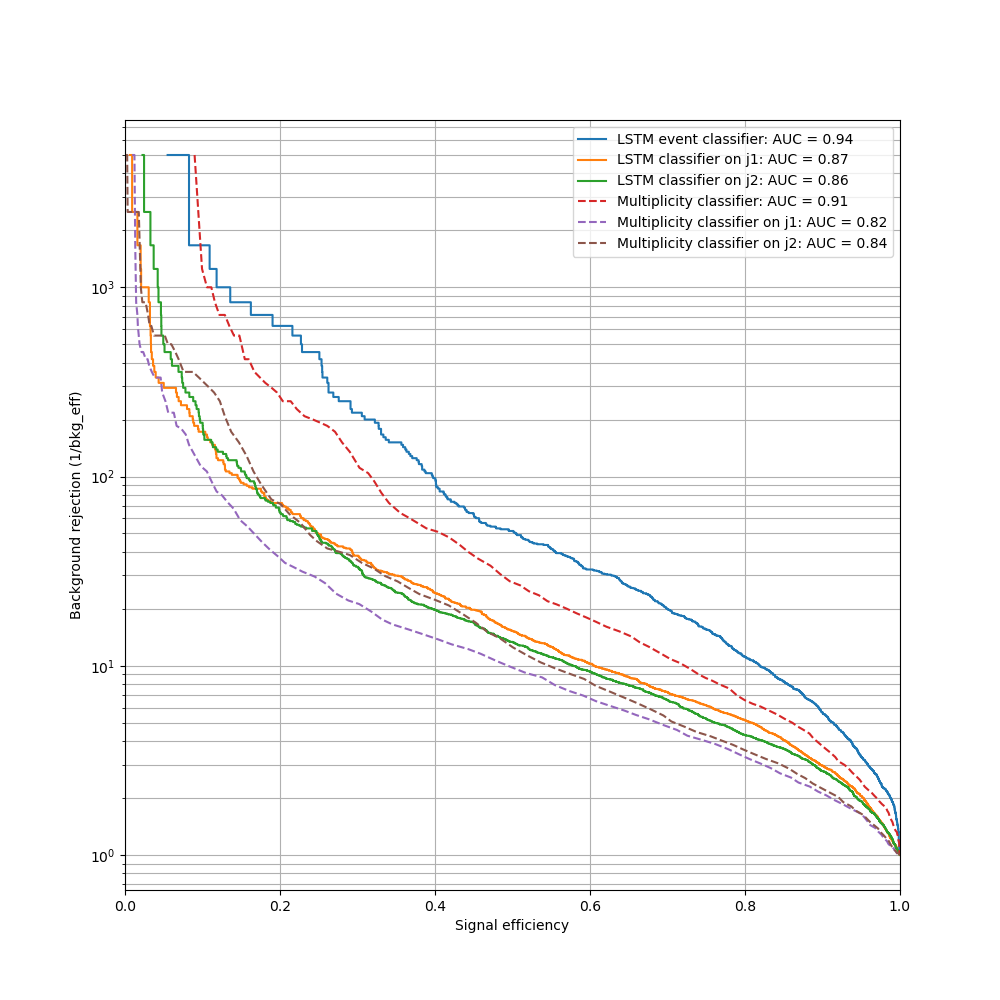 LSTM event classifier: AUC = 0.94
LSTM classifier on j1: AUC = 0.87
LSTM classifier on j2: AUC = 0.86
Multiplicity classifier: AUC = 0.91
Multiplicity classifier on j1: AUC = 0.82
Multiplicity classifier on j2: AUC = 0.84
Background rejection (1/bkg_eff)
10³
10²
10¹
10⁰
0.0 0.2 0.4 0.6 0.8 1.0
Signal efficiency